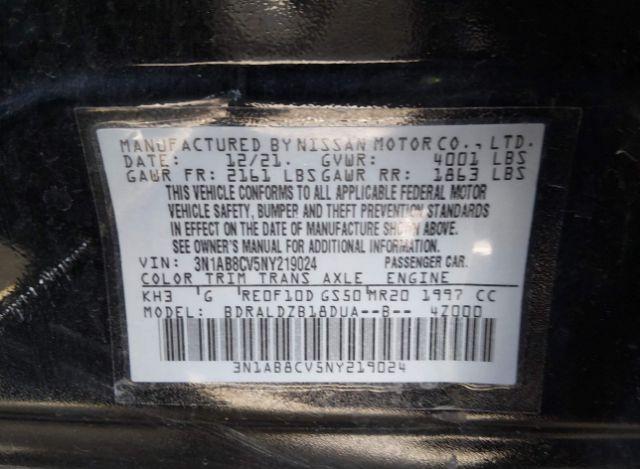 MANUFACTURED BY NISSAN MOTOR CO., LTD.
DATE: 12/21. GVWR: 4001 LBS
GAWR FR: 2161 LBS GAWR RR: 1863 LBS
THIS VEHICLE CONFORMS TO ALL APPLICABLE FEDERAL MOTOR
VEHICLE SAFETY, BUMPER AND THEFT PREVENTION STANDARDS
IN EFFECT ON THE DATE OF MANUFACTURE SHOWN ABOVE.
SEE OWNER'S MANUAL FOR ADDITIONAL INFORMATION.
VIN: 3N1AB8CV5NY219024 PASSENGER CAR.
COLOR TRIM TRANS AXLE ENGINE
KH3 'G RE0F10D GS50 MR20 1997 CC
MODEL: BDRALDZB18DUA--B-- 4Z000
3N1AB8CV5NY219024